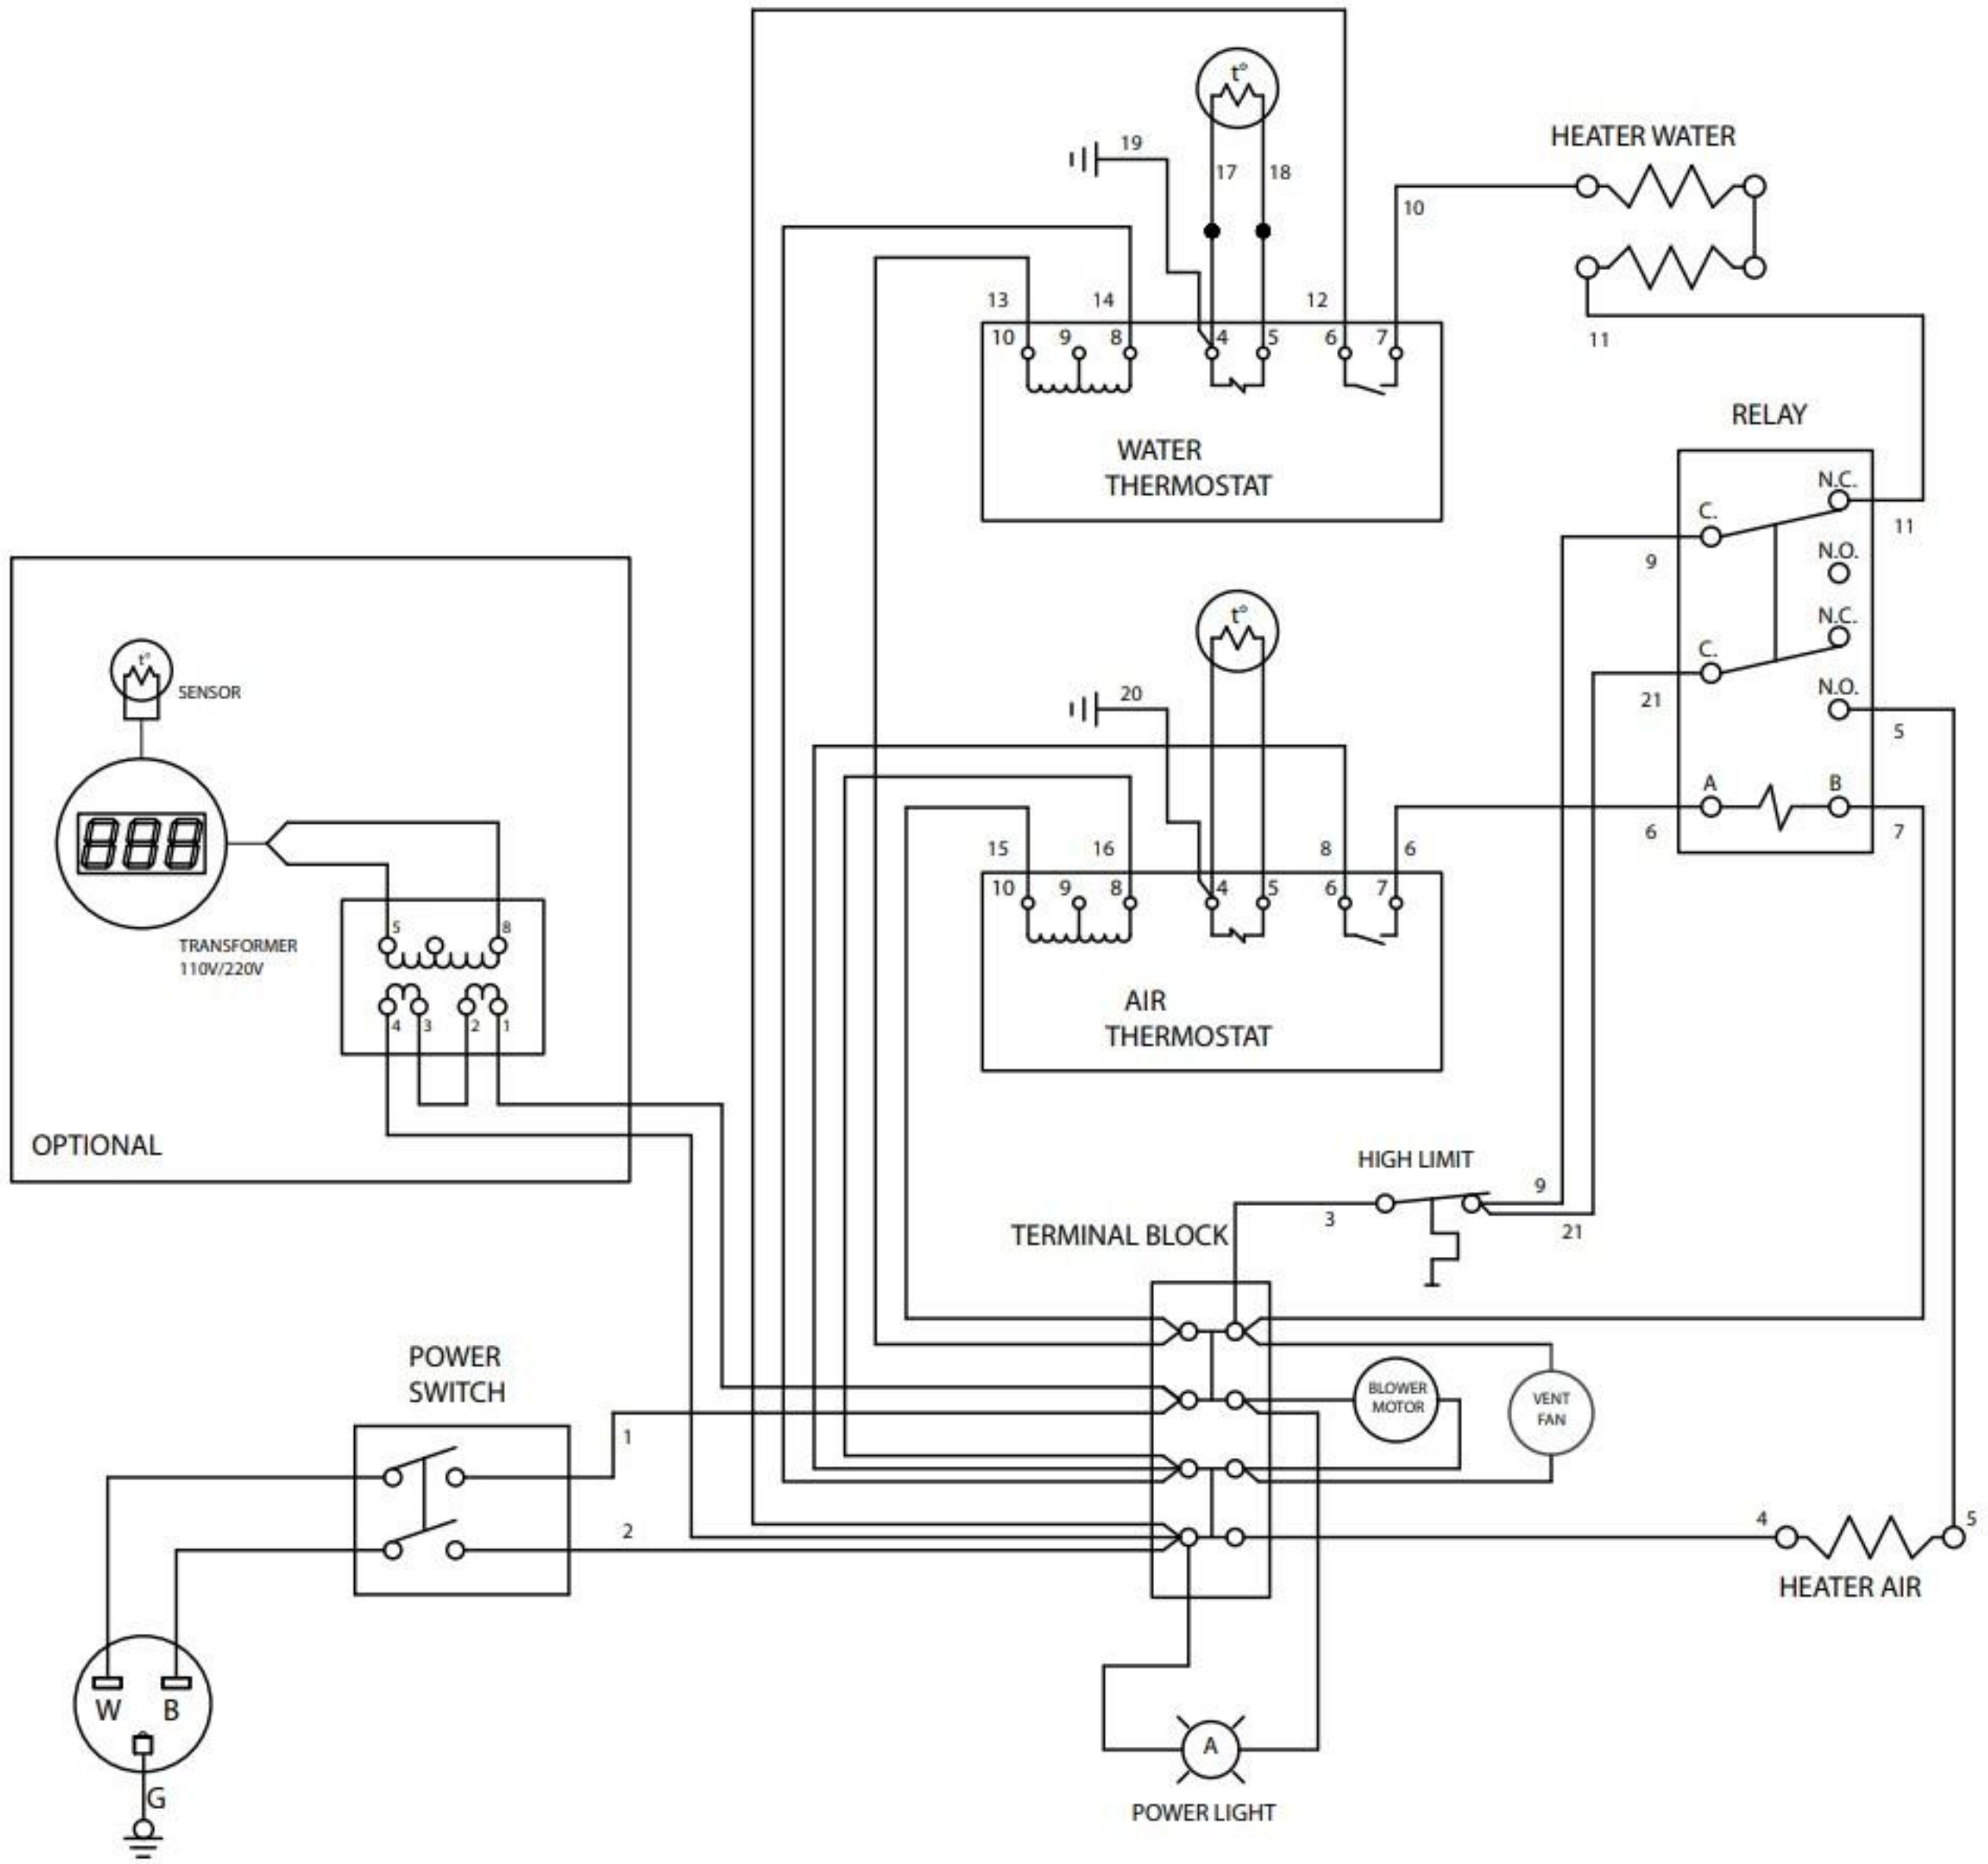 t°
19
17
18
HEATER WATER
10
13
14
12
10
9
8
4
5
6
7
11
WATER
THERMOSTAT
RELAY
N.C.
C.
11
N.O.
9
N.C.
C.
N.O.
21
5
A
B
6
7
t°
20
15
16
8
6
10
9
8
4
5
6
7
AIR
THERMOSTAT
t°
SENSOR
888
5
8
TRANSFORMER
110V/220V
4
3
2
1
OPTIONAL
HIGH LIMIT
9
3
21
TERMINAL BLOCK
POWER
SWITCH
1
2
BLOWER
MOTOR
VENT
FAN
4
5
HEATER AIR
W
B
G
A
POWER LIGHT